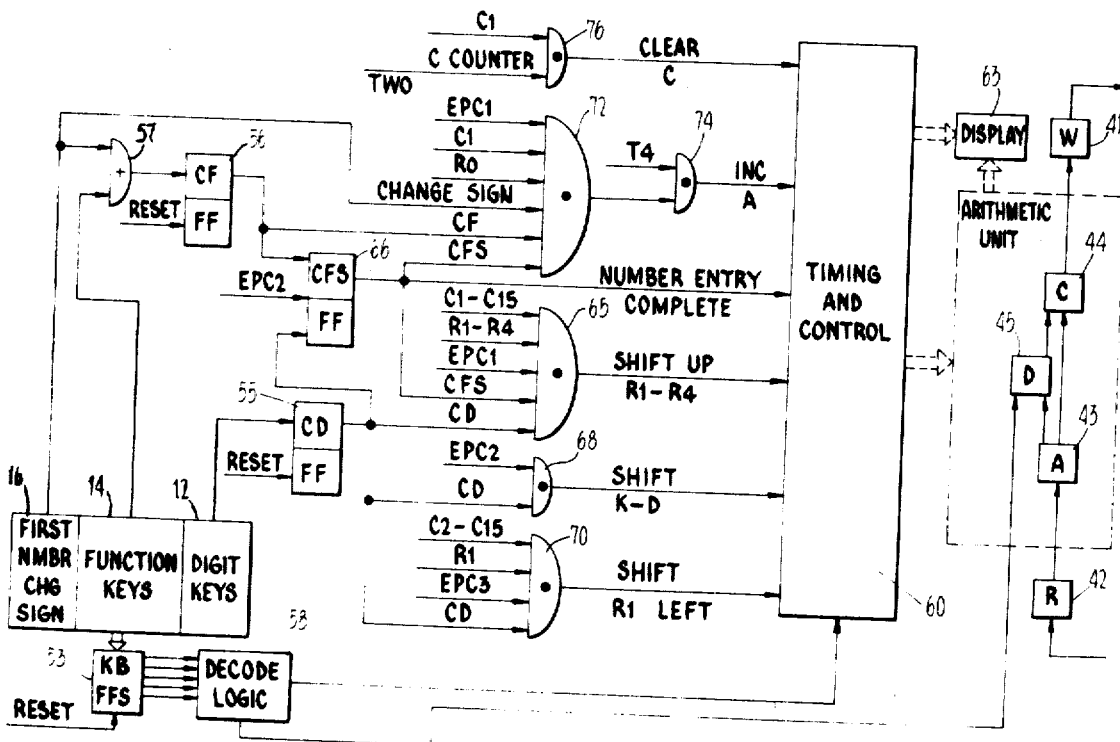 C1
76
C COUNTER
CLEAR
C
TWO
EPC1
72
C1
R0
T4
74
INC
A
CHANGE SIGN
CF
CFS
57
+
CF
FF
RESET
66
CFS
FF
EPC2
NUMBER ENTRY
COMPLETE
C1-C15
65
R1-R4
EPC1
CFS
CD
SHIFT UP
R1-R4
55
CD
FF
RESET
EPC2
68
CD
SHIFT
K-D
C2-C15
70
R1
EPC3
CD
SHIFT
R1 LEFT
TIMING
AND
CONTROL
60
63
DISPLAY
W
41
ARITHMETIC
UNIT
44
C
45
D
43
A
42
R
16
14
12
FIRST
NMBR
CHG
SIGN
FUNCTION
KEYS
DIGIT
KEYS
53
KB
FFS
58
DECODE
LOGIC
RESET